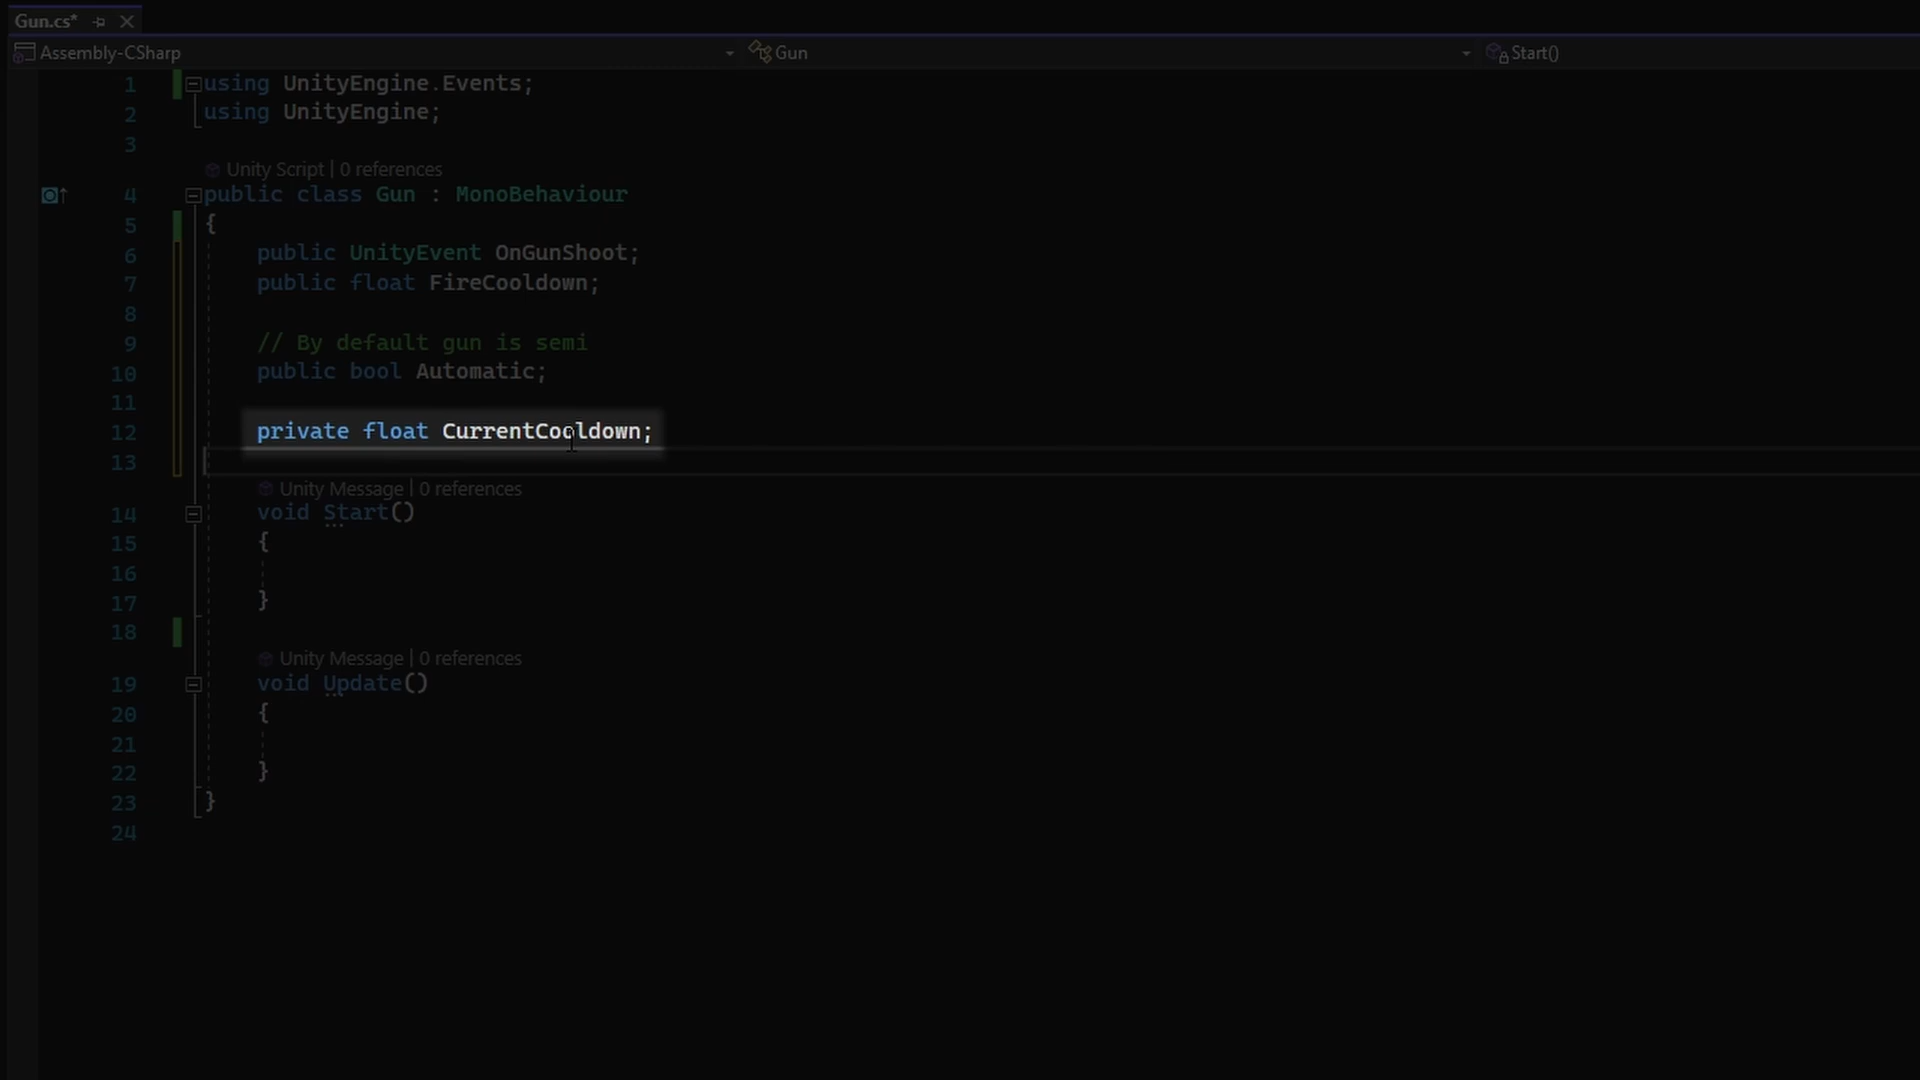 Gun.cs*
Assembly-CSharp
Gun
Start()
1 using UnityEngine.Events;
2 using UnityEngine;
3
Unity Script | 0 references
4 public class Gun : MonoBehaviour
5 {
6 public UnityEvent OnGunShoot;
7 public float FireCooldown;
8
9 // By default gun is semi
10 public bool Automatic;
11
12 private float CurrentCooldown;
13
Unity Message | 0 references
14 void Start()
15 {
16
17 }
18
Unity Message | 0 references
19 void Update()
20 {
21
22 }
23 }
24